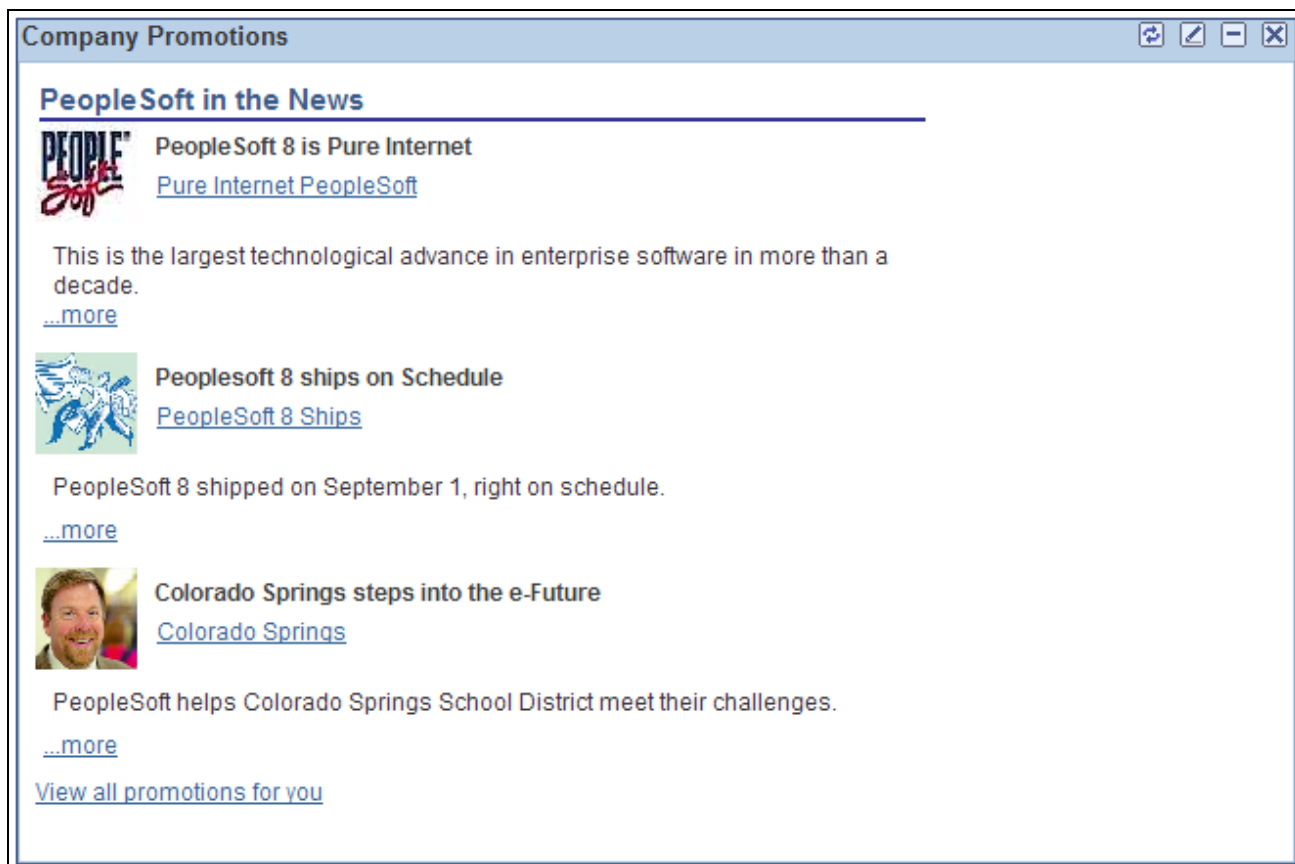 Company Promotions
PeopleSoft in the News
PEOPLE
Soft
PeopleSoft 8 is Pure Internet
Pure Internet PeopleSoft
This is the largest technological advance in enterprise software in more than a
decade.
...more
Peoplesoft 8 ships on Schedule
PeopleSoft 8 Ships
PeopleSoft 8 shipped on September 1, right on schedule.
...more
Colorado Springs steps into the e-Future
Colorado Springs
PeopleSoft helps Colorado Springs School District meet their challenges.
...more
View all promotions for you